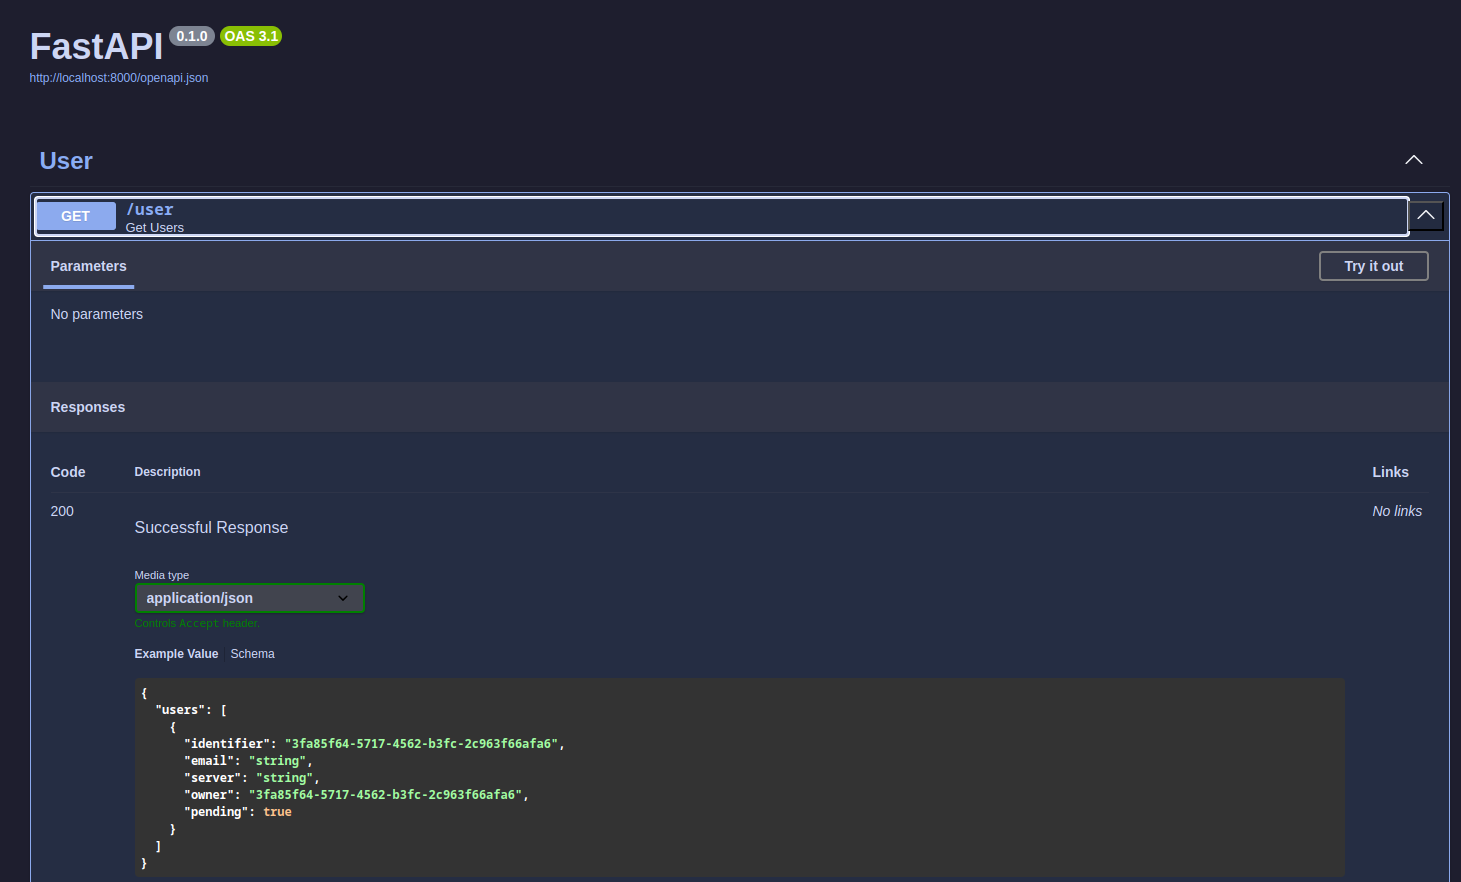 FastAPI 0.1.0 OAS 3.1
http://localhost:8000/openapi.json
User
GET /user
Get Users
Parameters Try it out
No parameters
Responses
Code Description Links
200 No links
Successful Response
Media type
application/json
Controls Accept header.
Example Value Schema
{
  "users": [
    {
      "identifier": "3fa85f64-5717-4562-b3fc-2c963f66afa6",
      "email": "string",
      "server": "string",
      "owner": "3fa85f64-5717-4562-b3fc-2c963f66afa6",
      "pending": true
    }
  ]
}